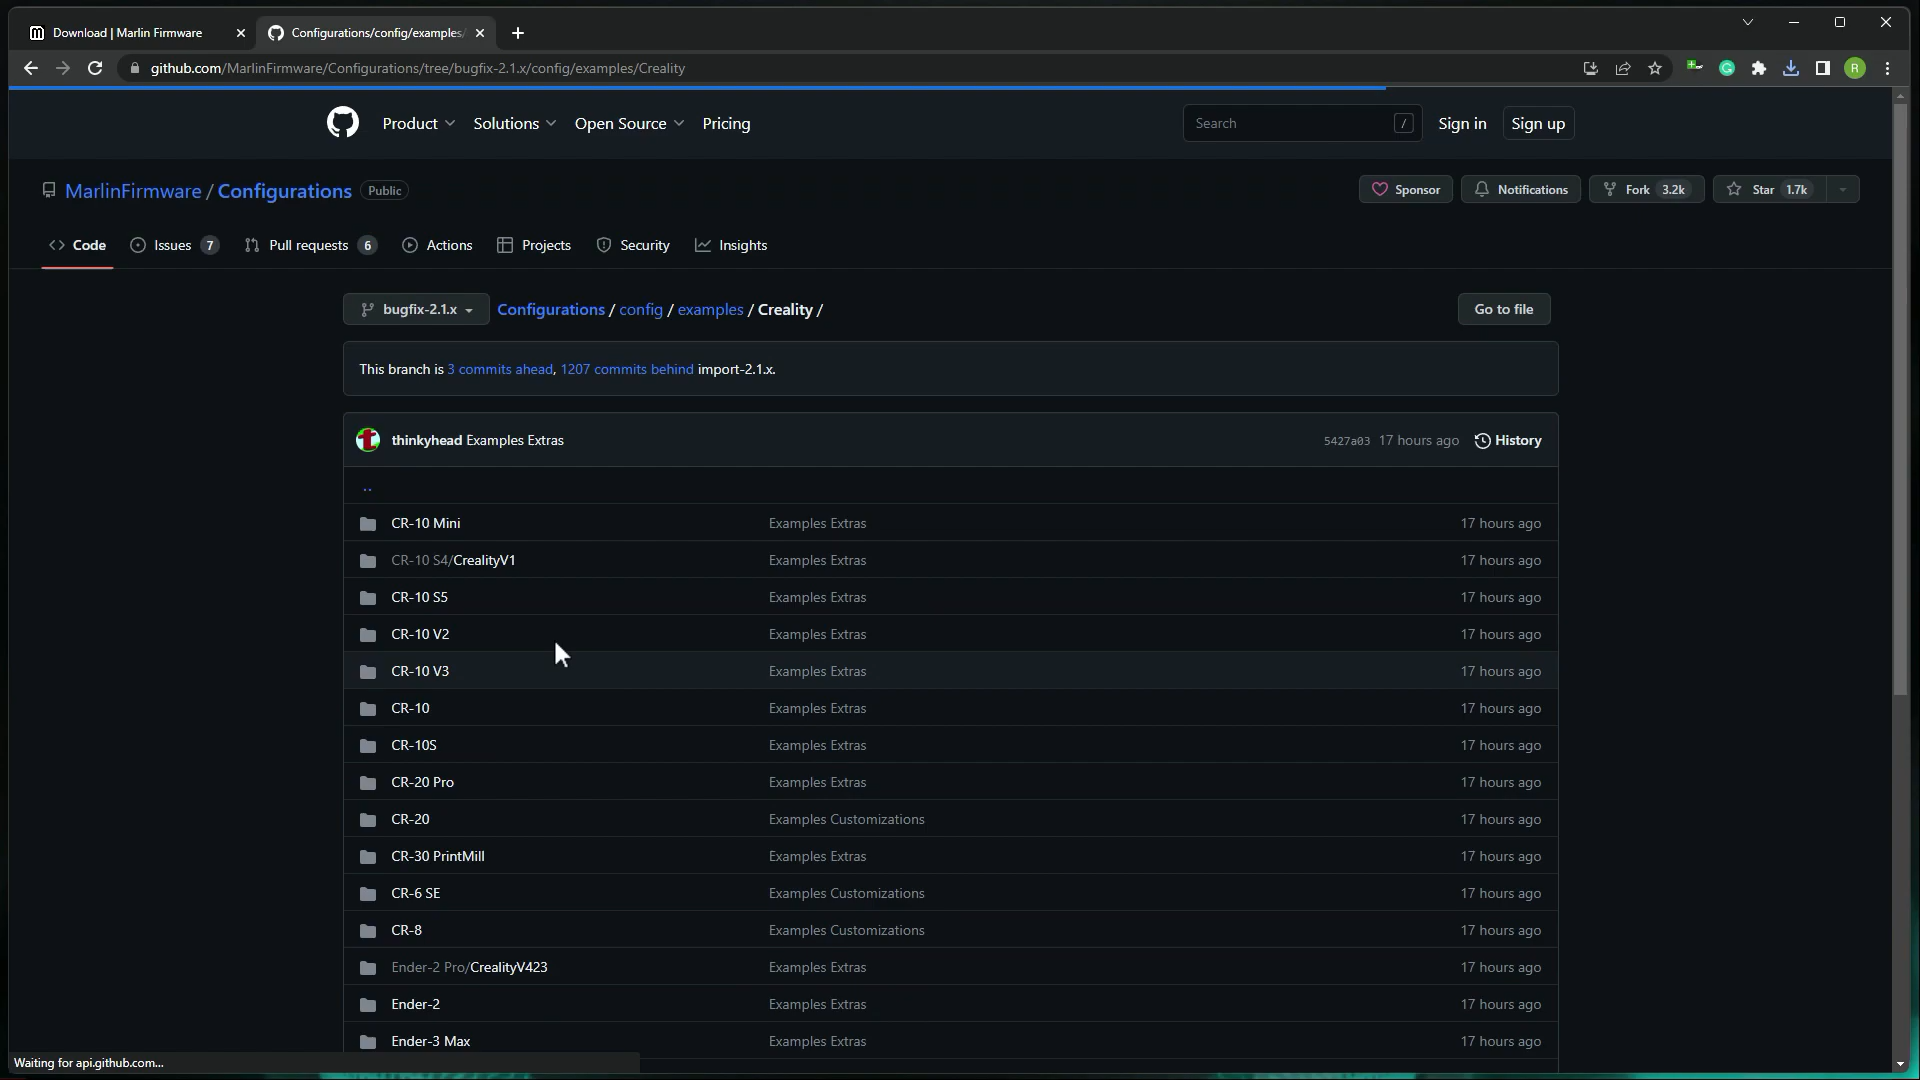 Download | Marlin Firmware
Configurations/config/examples/
github.com/MarlinFirmware/Configurations/tree/bugfix-2.1.x/config/examples/Creality
R
Product Solutions Open Source Pricing
Search /
Sign in Sign up
MarlinFirmware / Configurations Public
Sponsor Notifications Fork 3.2k Star 1.7k
Code Issues 7 Pull requests 6 Actions Projects Security Insights
bugfix-2.1.x Configurations / config / examples / Creality / Go to file
This branch is 3 commits ahead, 1207 commits behind import-2.1.x.
thinkyhead Examples Extras 5427a03 17 hours ago History
..
CR-10 Mini Examples Extras 17 hours ago
CR-10 S4/CrealityV1 Examples Extras 17 hours ago
CR-10 S5 Examples Extras 17 hours ago
CR-10 V2 Examples Extras 17 hours ago
CR-10 V3 Examples Extras 17 hours ago
CR-10 Examples Extras 17 hours ago
CR-10S Examples Extras 17 hours ago
CR-20 Pro Examples Extras 17 hours ago
CR-20 Examples Customizations 17 hours ago
CR-30 PrintMill Examples Extras 17 hours ago
CR-6 SE Examples Customizations 17 hours ago
CR-8 Examples Customizations 17 hours ago
Ender-2 Pro/CrealityV423 Examples Extras 17 hours ago
Ender-2 Examples Extras 17 hours ago
Ender-3 Max Examples Extras 17 hours ago
Waiting for api.github.com...